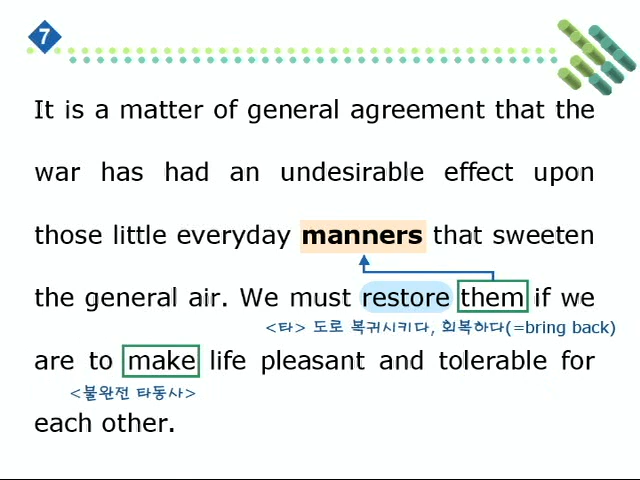 7
It is a matter of general agreement that the
war has had an undesirable effect upon
those little everyday manners that sweeten
the general air. We must restore them if we
<타> 도로 복귀시키다, 회복하다(=bring back)
are to make life pleasant and tolerable for
<불완전 타동사>
each other.